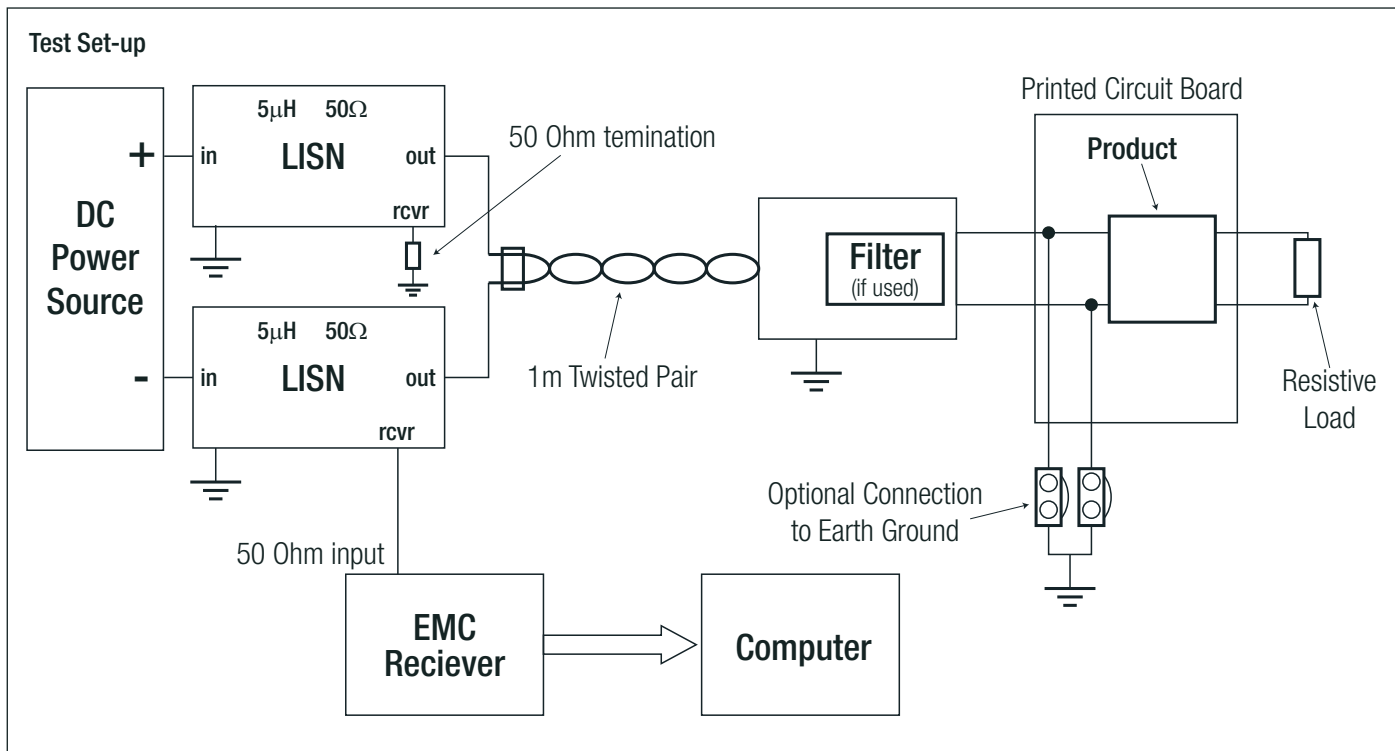 Test Set-up
DC
Power
Source
+
-
5µH 50Ω
LISN
in
out
rcvr
50 Ohm temination
5µH 50Ω
LISN
in
out
rcvr
1m Twisted Pair
Filter
(if used)
Printed Circuit Board
Product
Resistive
Load
Optional Connection
to Earth Ground
50 Ohm input
EMC
Reciever
Computer